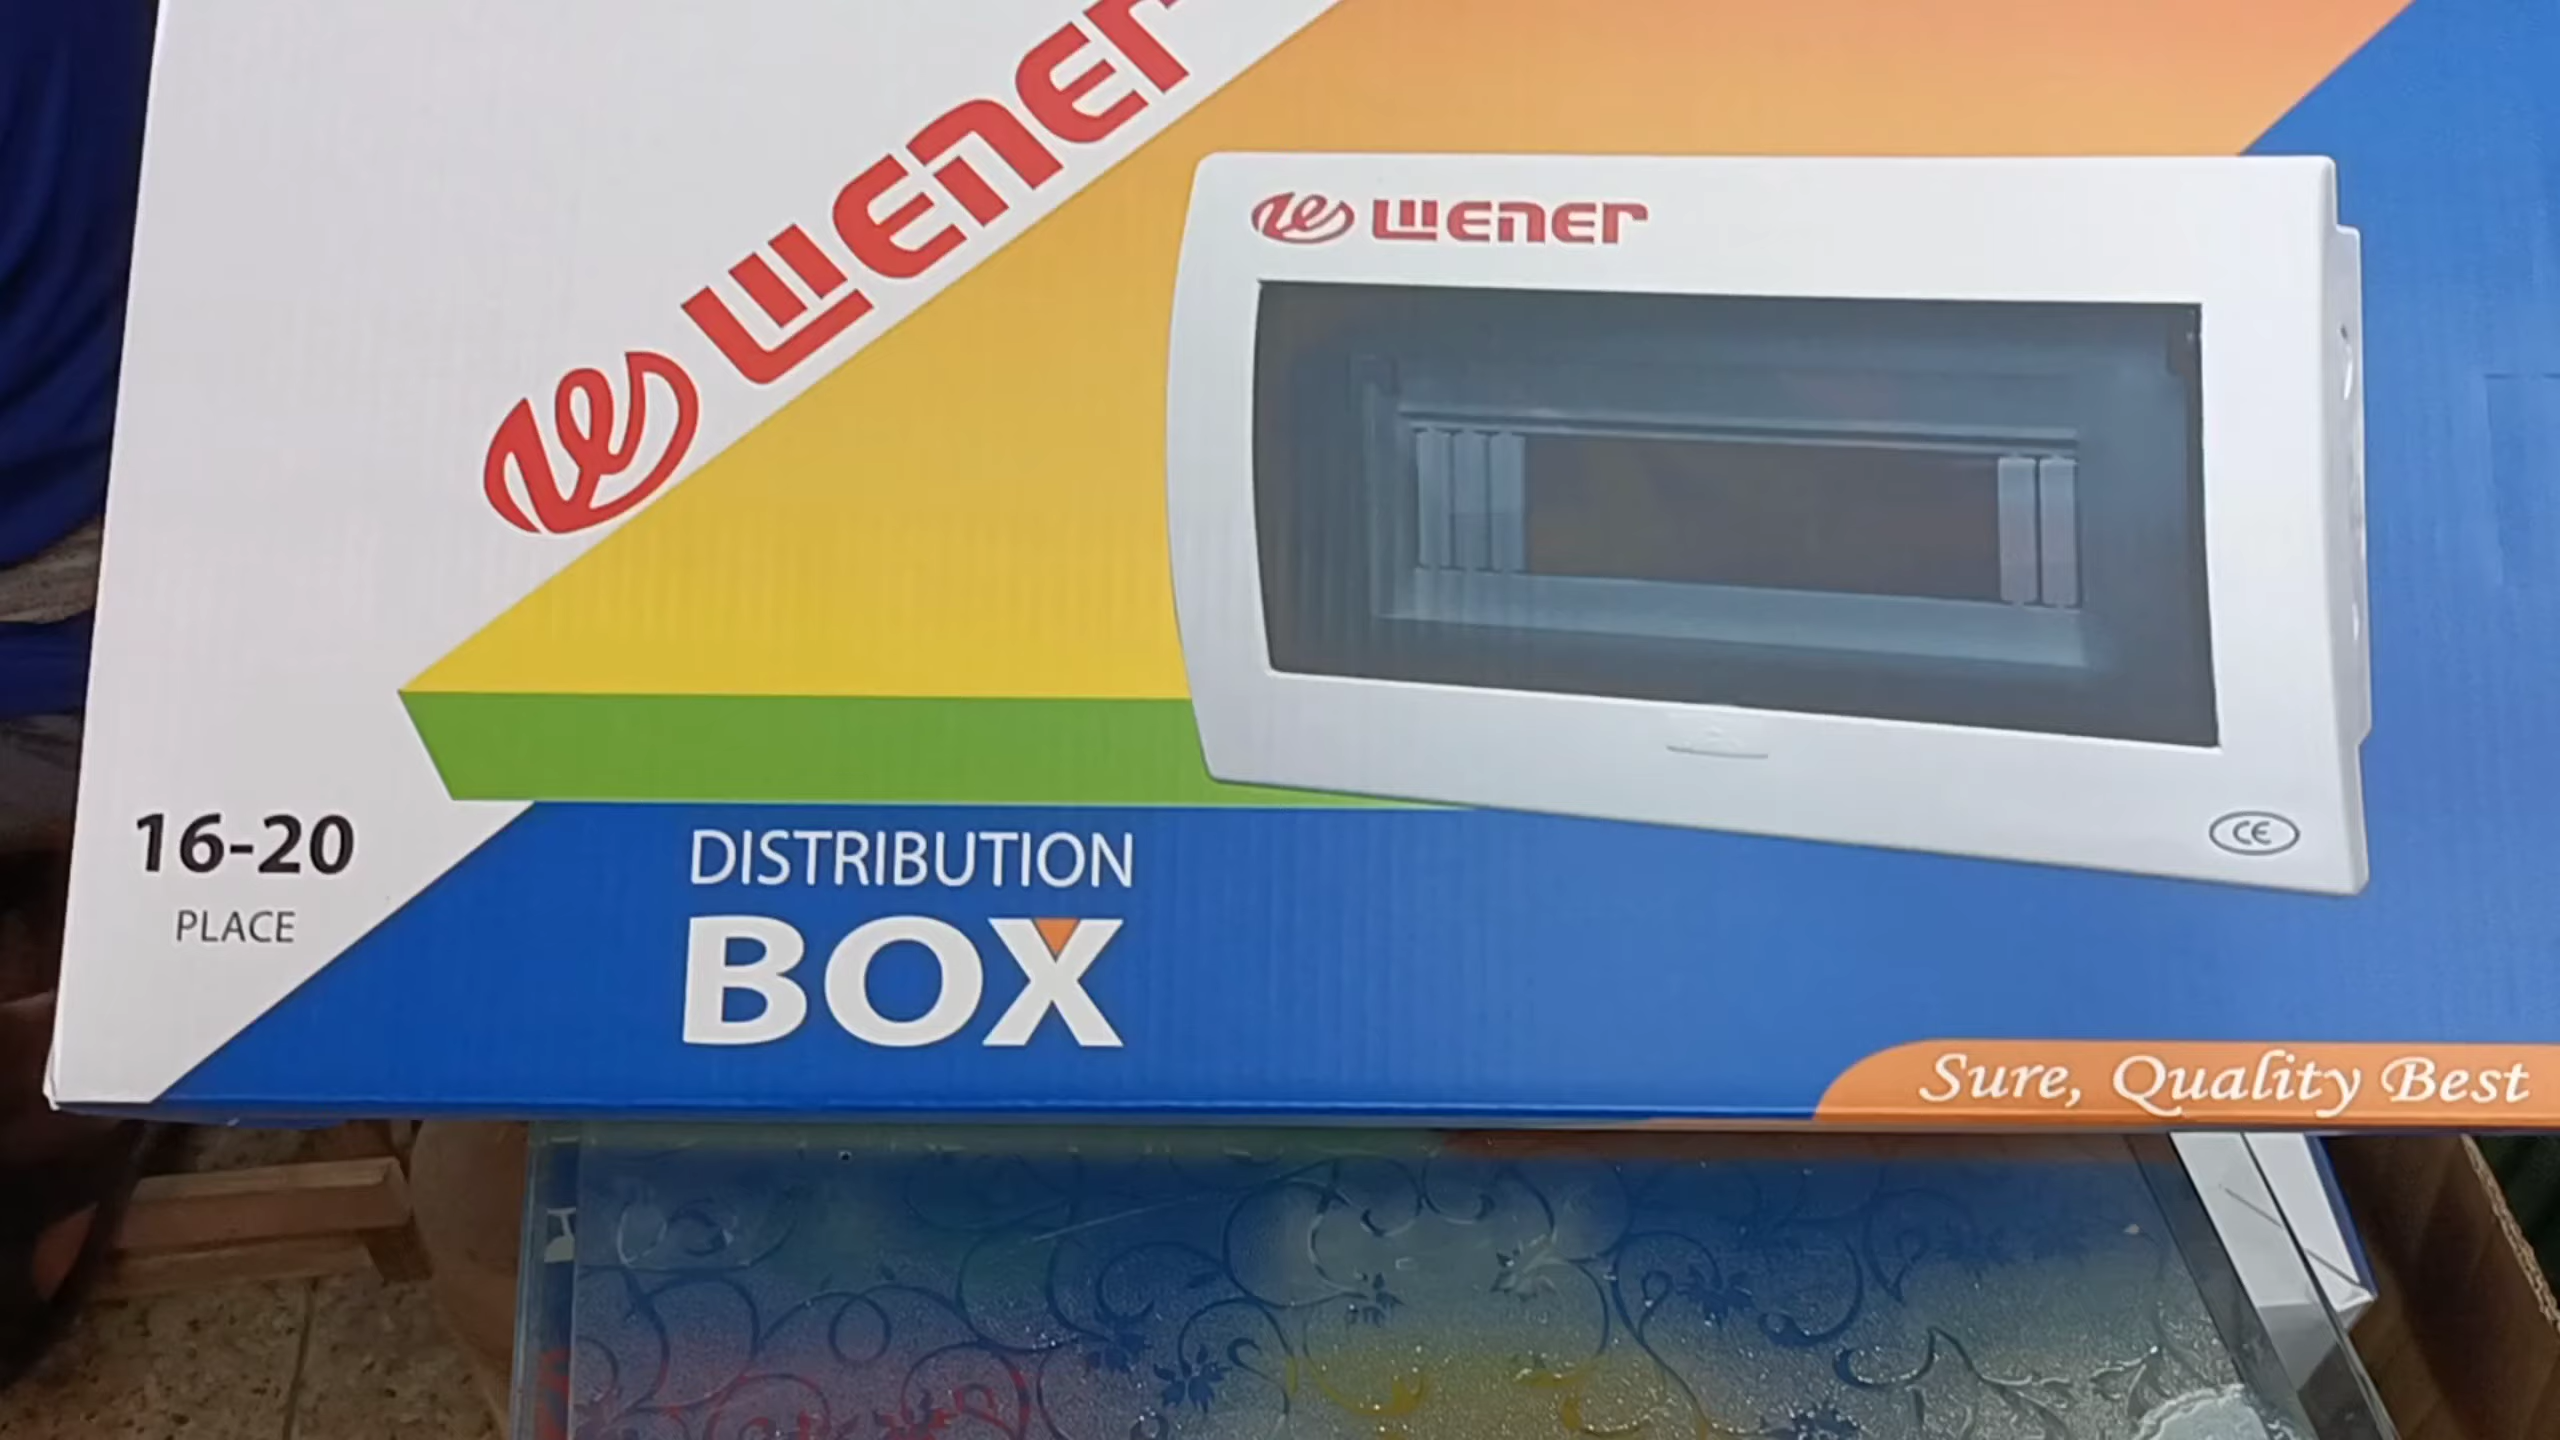 wener
wener
16-20
PLACE
DISTRIBUTION
BOX
CE
Sure, Quality Best